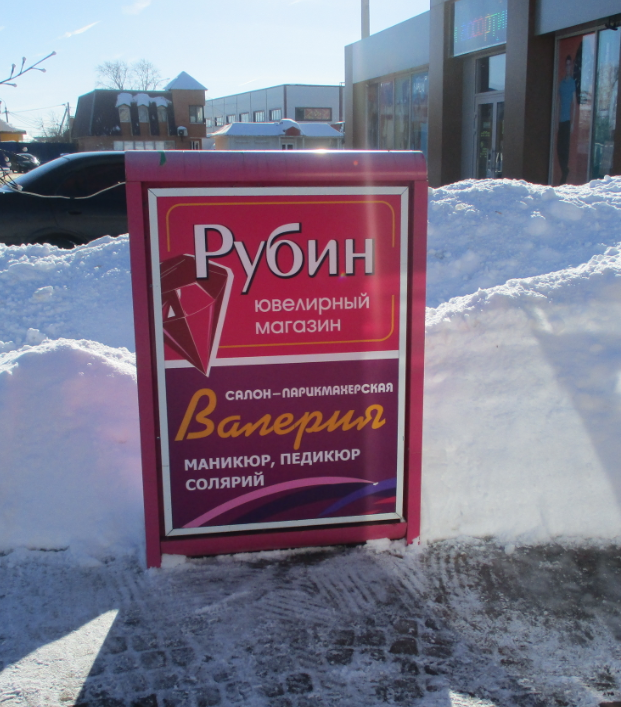 Рубин
ювелирный
магазин
САЛОН-ПАРИКМАХЕРСКАЯ
Валерия
МАНИКЮР, ПЕДИКЮР
СОЛЯРИЙ